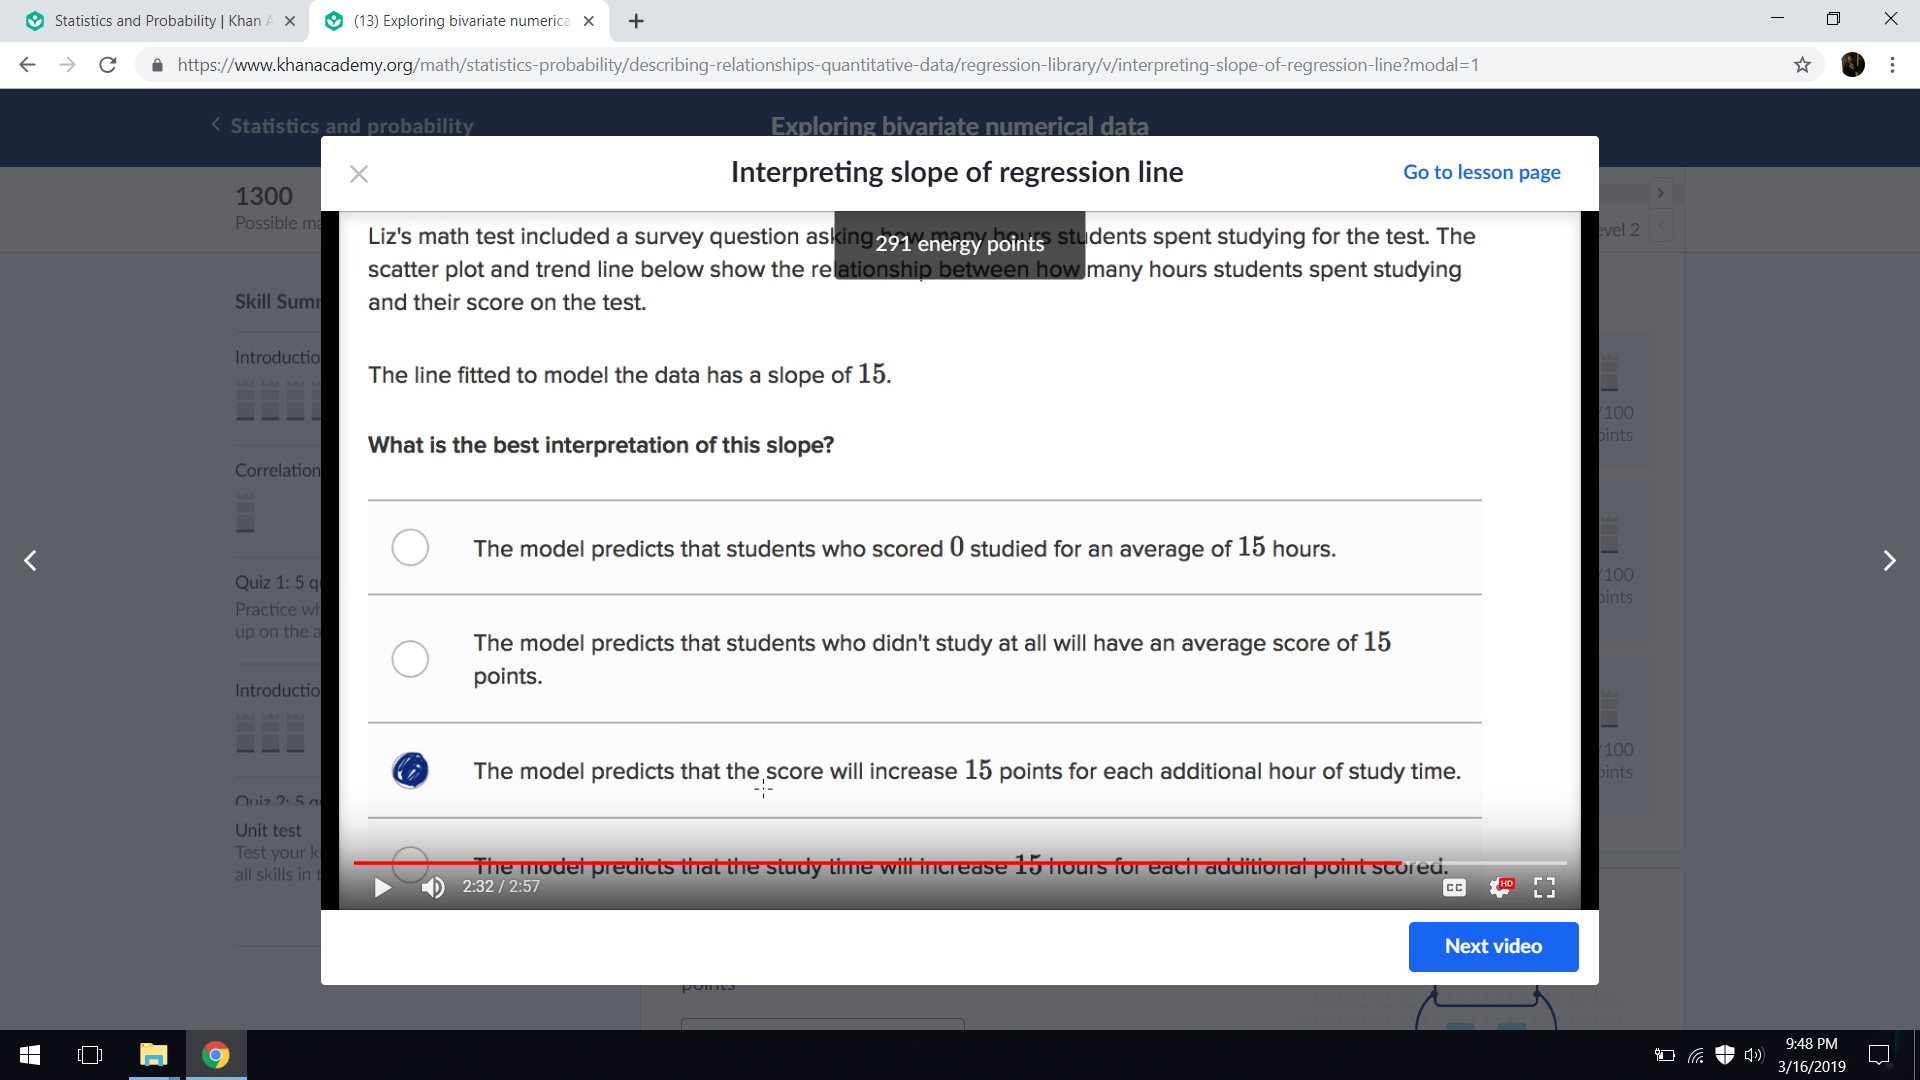 Statistics and Probability | Khan A
(13) Exploring bivariate numerica
https://www.khanacademy.org/math/statistics-probability/describing-relationships-quantitative-data/regression-library/v/interpreting-slope-of-regression-line?modal=1
Statistics and probability
Exploring bivariate numerical data
Interpreting slope of regression line
Go to lesson page
1300
Possible ma
evel 2
291 energy points
Liz's math test included a survey question asking how many hours students spent studying for the test. The
scatter plot and trend line below show the relationship between how many hours students spent studying
and their score on the test.
The line fitted to model the data has a slope of 15.
What is the best interpretation of this slope?
The model predicts that students who scored 0 studied for an average of 15 hours.
The model predicts that students who didn't study at all will have an average score of 15
points.
The model predicts that the score will increase 15 points for each additional hour of study time.
The model predicts that the study time will increase 15 hours for each additional point scored.
2:32 / 2:57
CC
HD
Next video
Skill Summ
Introductio
Correlation
Quiz 1: 5 qu
Practice wh
up on the a
Introductio
Quiz 2: 5 qu
Unit test
Test your k
all skills in t
/100
oints
/100
oints
/100
oints
points
9:48 PM
3/16/2019